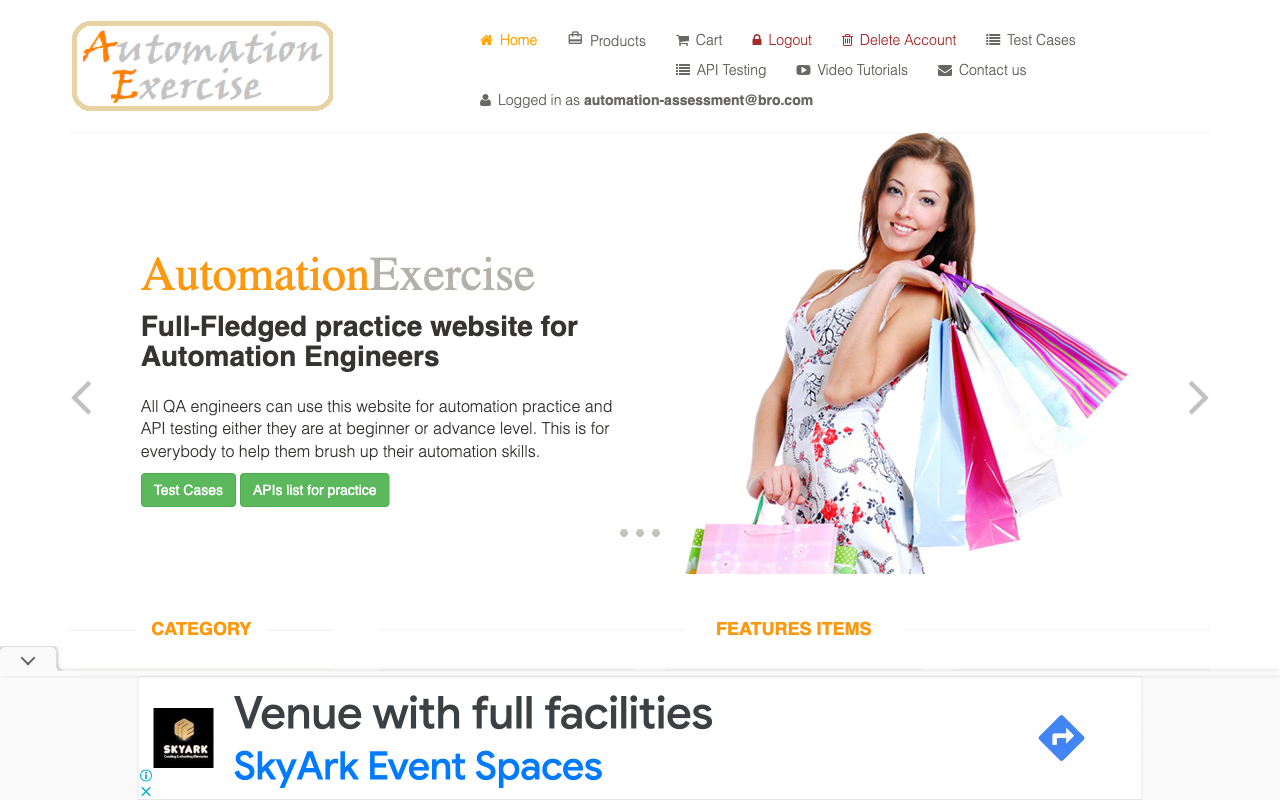 Automation
Exercise
Home
Products
Cart
Logout
Delete Account
Test Cases
API Testing
Video Tutorials
Contact us
Logged in as automation-assessment@bro.com
AutomationExercise
Full-Fledged practice website for
Automation Engineers
All QA engineers can use this website for automation practice and
API testing either they are at beginner or advance level. This is for
everybody to help them brush up their automation skills.
Test Cases
APIs list for practice
CATEGORY
FEATURES ITEMS
SKYARK
Venue with full facilities
SkyArk Event Spaces